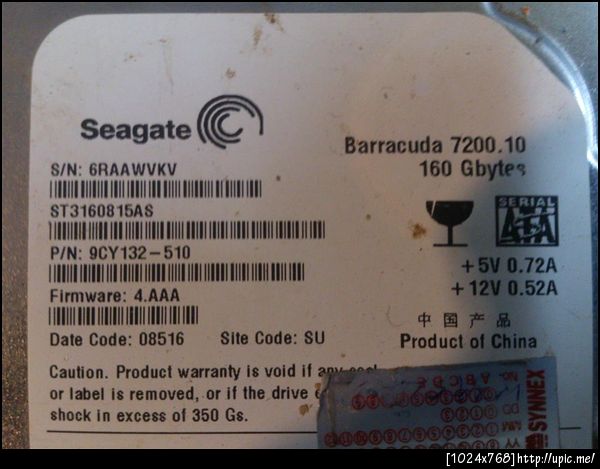 Seagate
Barracuda 7200.10
160 Gbytes
S/N: 6RAAWVKV
ST3160815AS
P/N: 9CY132-510
Firmware: 4.AAA
Date Code: 08516 Site Code: SU
SERIAL
ATA
+5V 0.72A
+12V 0.52A
中国产品
Product of China
Caution. Product warranty is void if any seal
or label is removed, or if the drive
shock in excess of 350 Gs.
No. A B C D E
SYNNEX
[1024x768]http://upic.me/